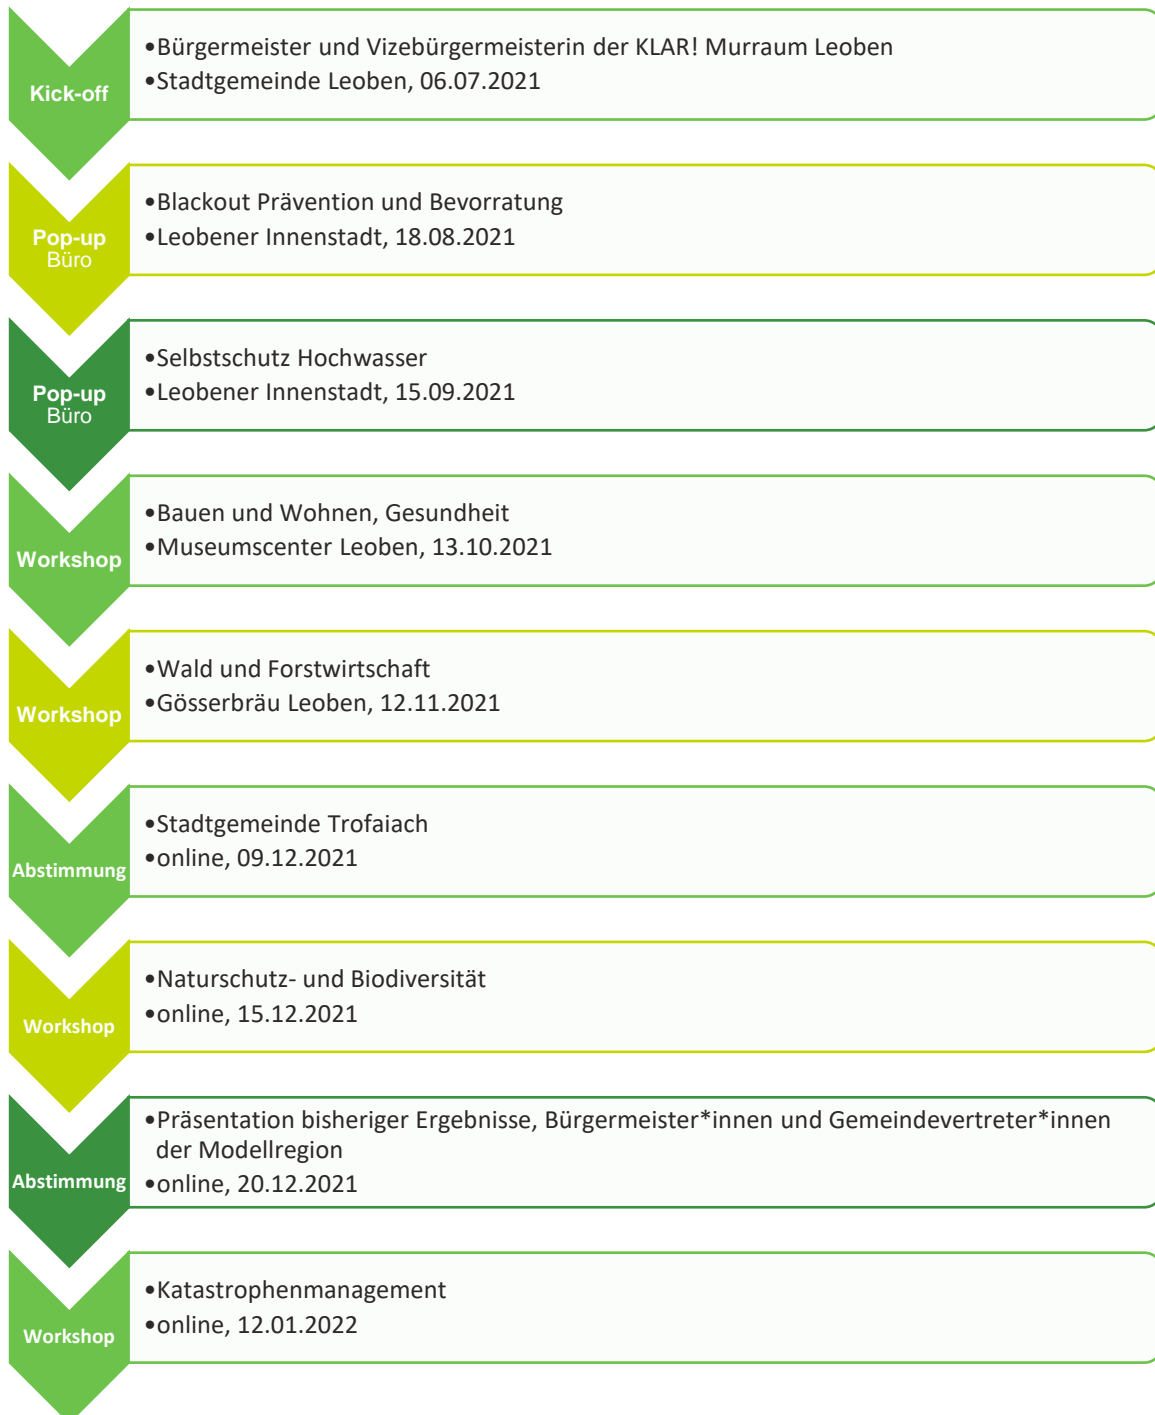 Kick-off
•Bürgermeister und Vizebürgermeisterin der KLAR! Murraum Leoben
•Stadtgemeinde Leoben, 06.07.2021
Pop-up
Büro
•Blackout Prävention und Bevorratung
•Leobener Innenstadt, 18.08.2021
Pop-up
Büro
•Selbstschutz Hochwasser
•Leobener Innenstadt, 15.09.2021
Workshop
•Bauen und Wohnen, Gesundheit
•Museumscenter Leoben, 13.10.2021
Workshop
•Wald und Forstwirtschaft
•Gösserbräu Leoben, 12.11.2021
Abstimmung
•Stadtgemeinde Trofaiach
•online, 09.12.2021
Workshop
•Naturschutz- und Biodiversität
•online, 15.12.2021
Abstimmung
•Präsentation bisheriger Ergebnisse, Bürgermeister*innen und Gemeindevertreter*innen
der Modellregion
•online, 20.12.2021
Workshop
•Katastrophenmanagement
•online, 12.01.2022